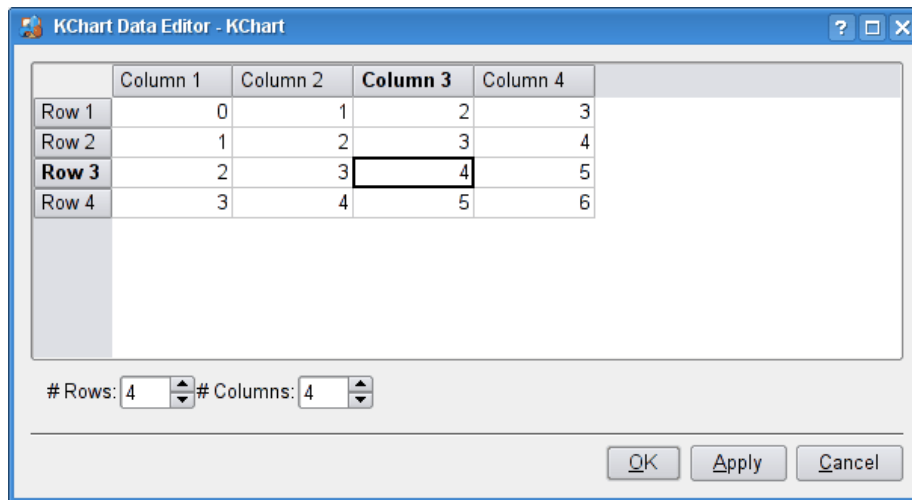 KChart Data Editor - KChart ?
Column 1 Column 2 Column 3 Column 4
Row 1 0 1 2 3
Row 2 1 2 3 4
Row 3 2 3 4 5
Row 4 3 4 5 6
# Rows: 4 # Columns: 4
OK Apply Cancel